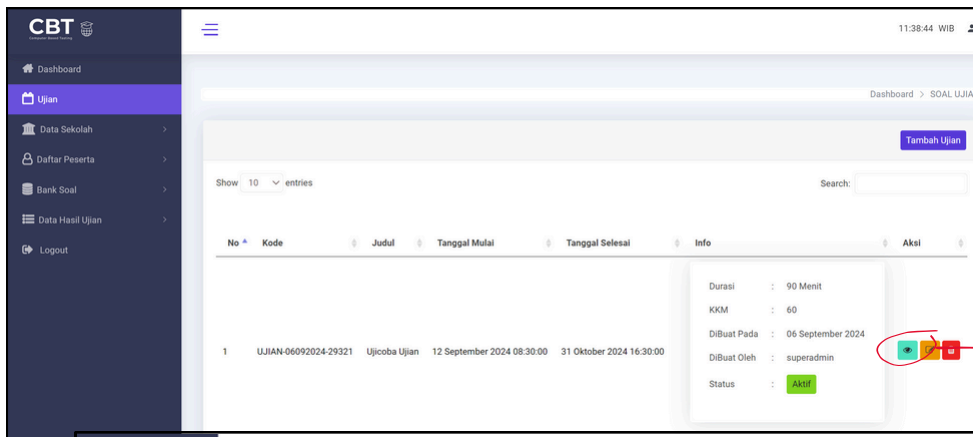 CBT
Computer Based Testing
11:38:44 WIB
Dashboard
Ujian
Dashboard > SOAL UJIA
Data Sekolah
Tambah Ujian
Daftar Peserta
Bank Soal
Show 10 entries
Search:
Data Hasil Ujian
Logout
No Kode Judul Tanggal Mulai Tanggal Selesai Info Aksi
Durasi : 90 Menit
KKM : 60
DiBuat Pada : 06 September 2024
1 UJIAN-06092024-29321 Ujicoba Ujian 12 September 2024 08:30:00 31 Oktober 2024 16:30:00
DiBuat Oleh : superadmin
Status : Aktif